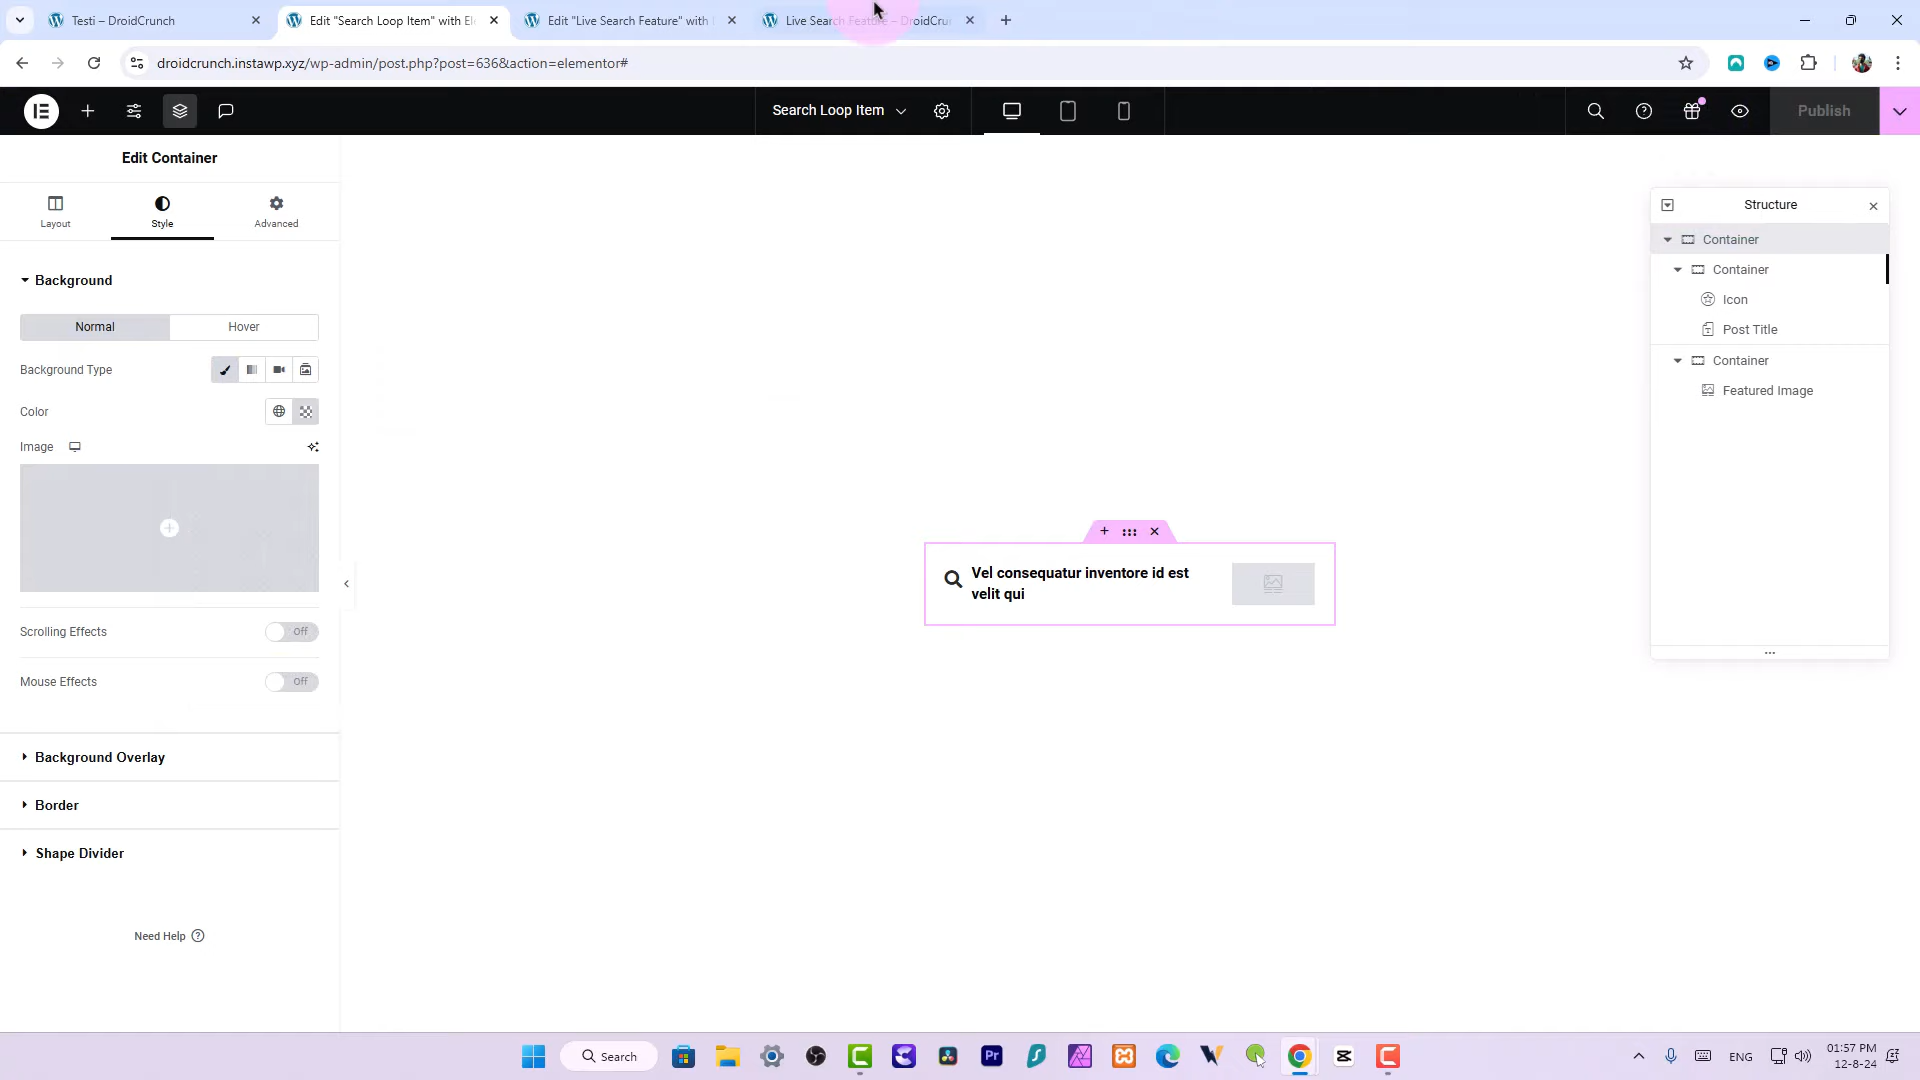 Testi – DroidCrunch
Edit "Search Loop Item" with El
Edit "Live Search Feature" with
Live Search Feature – DroidCrun
droidcrunch.instawp.xyz/wp-admin/post.php?post=636&action=elementor#
Search Loop Item
Publish
Edit Container
Layout
Style
Advanced
Background
Normal
Hover
Background Type
Color
Image
Scrolling Effects
Off
Mouse Effects
Off
Background Overlay
Border
Shape Divider
Need Help
Vel consequatur inventore id est
velit qui
Structure
Container
Container
Icon
Post Title
Container
Featured Image
Search
ENG
01:57 PM
12-8-24